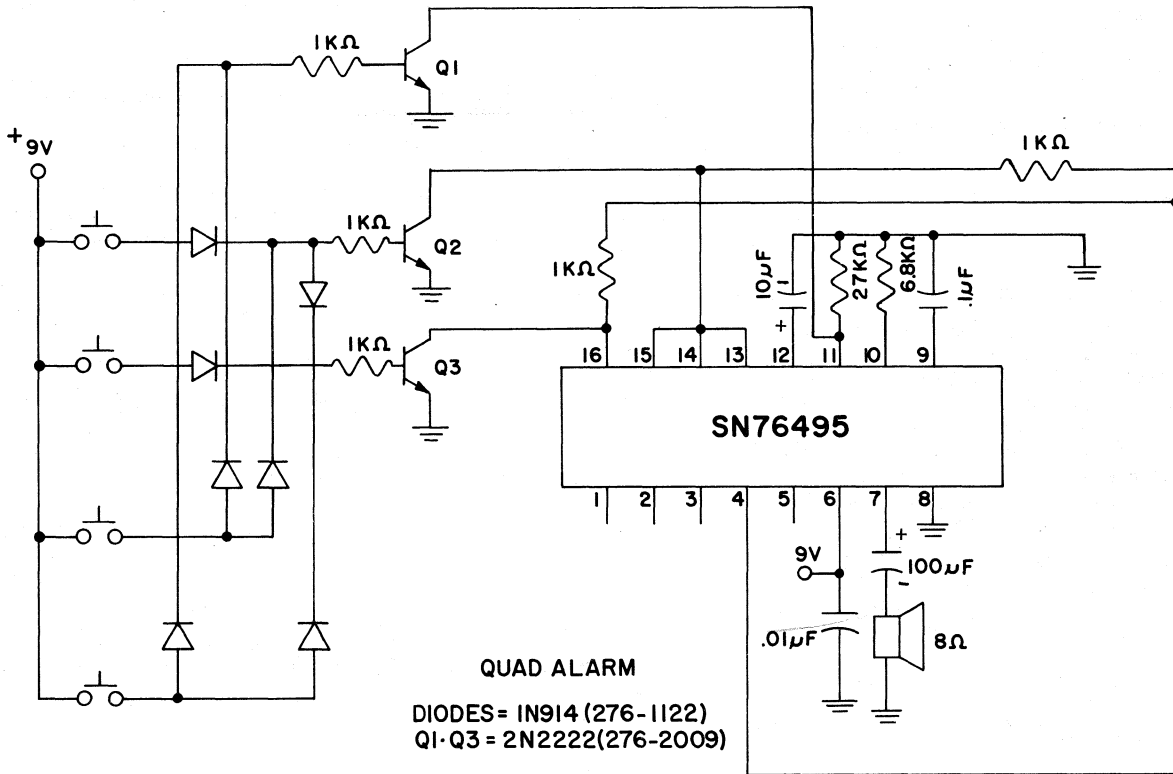 1KΩ
Q1
+ 9V
1KΩ
1KΩ
Q2
1KΩ
10µF
-
+
27KΩ
6.8KΩ
.1µF
1KΩ
Q3
16 15 14 13 12 11 10 9
SN76495
1 2 3 4 5 6 7 8
9V
+
100µF
-
.01µF
8Ω
QUAD ALARM
DIODES = 1N914 (276-1122)
Q1·Q3 = 2N2222(276-2009)